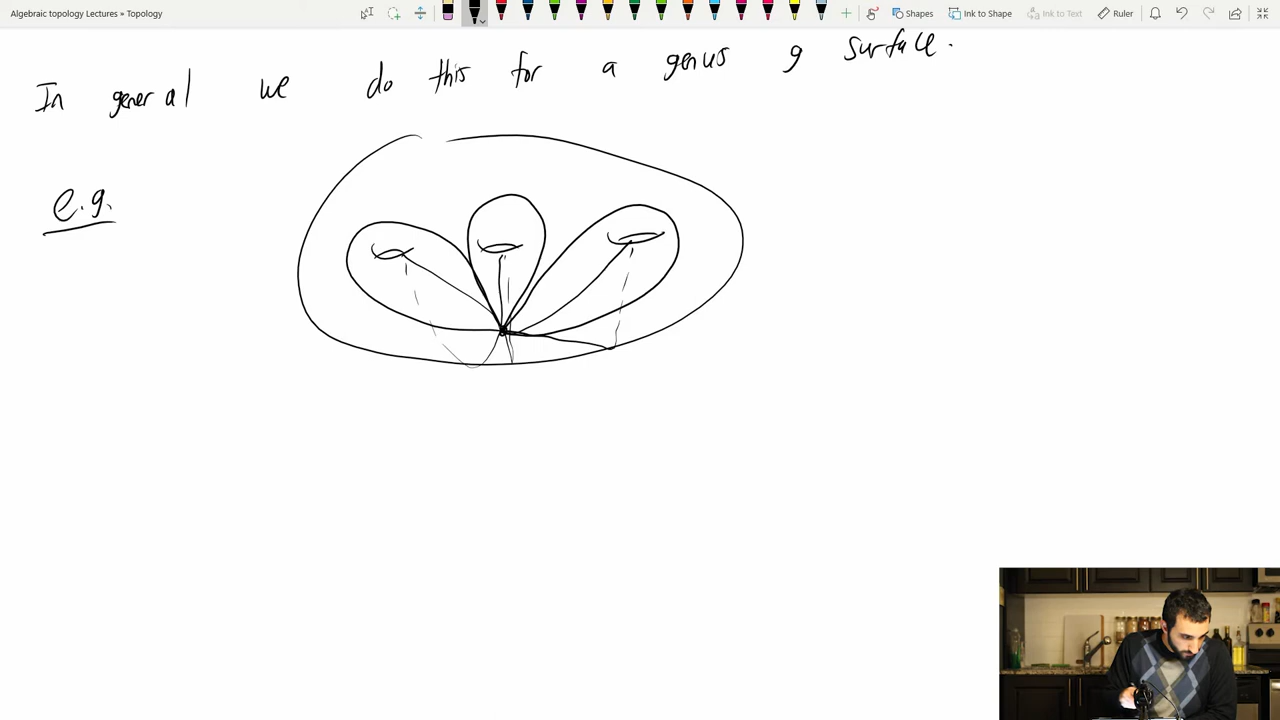 Algebraic topology Lectures » Topology
Shapes Ink to Shape Ink to Text Ruler
In general we do this for a genus g surface.
e.g.